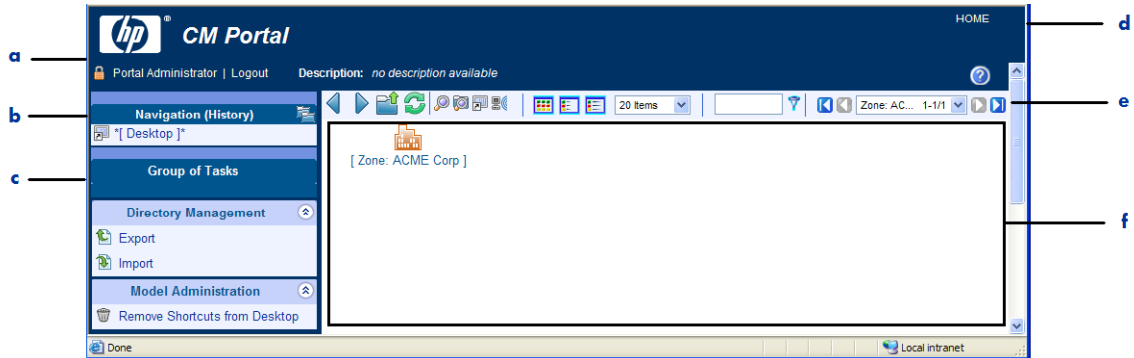 HOME
d
hp
®
CM Portal
a
Portal Administrator | Logout
Description: no description available
b
Navigation (History)
20 Items
Zone: AC... 1-1/1
e
*[ Desktop ]*
[ Zone: ACME Corp ]
c
Group of Tasks
Directory Management
f
Export
Import
Model Administration
Remove Shortcuts from Desktop
Done
Local intranet